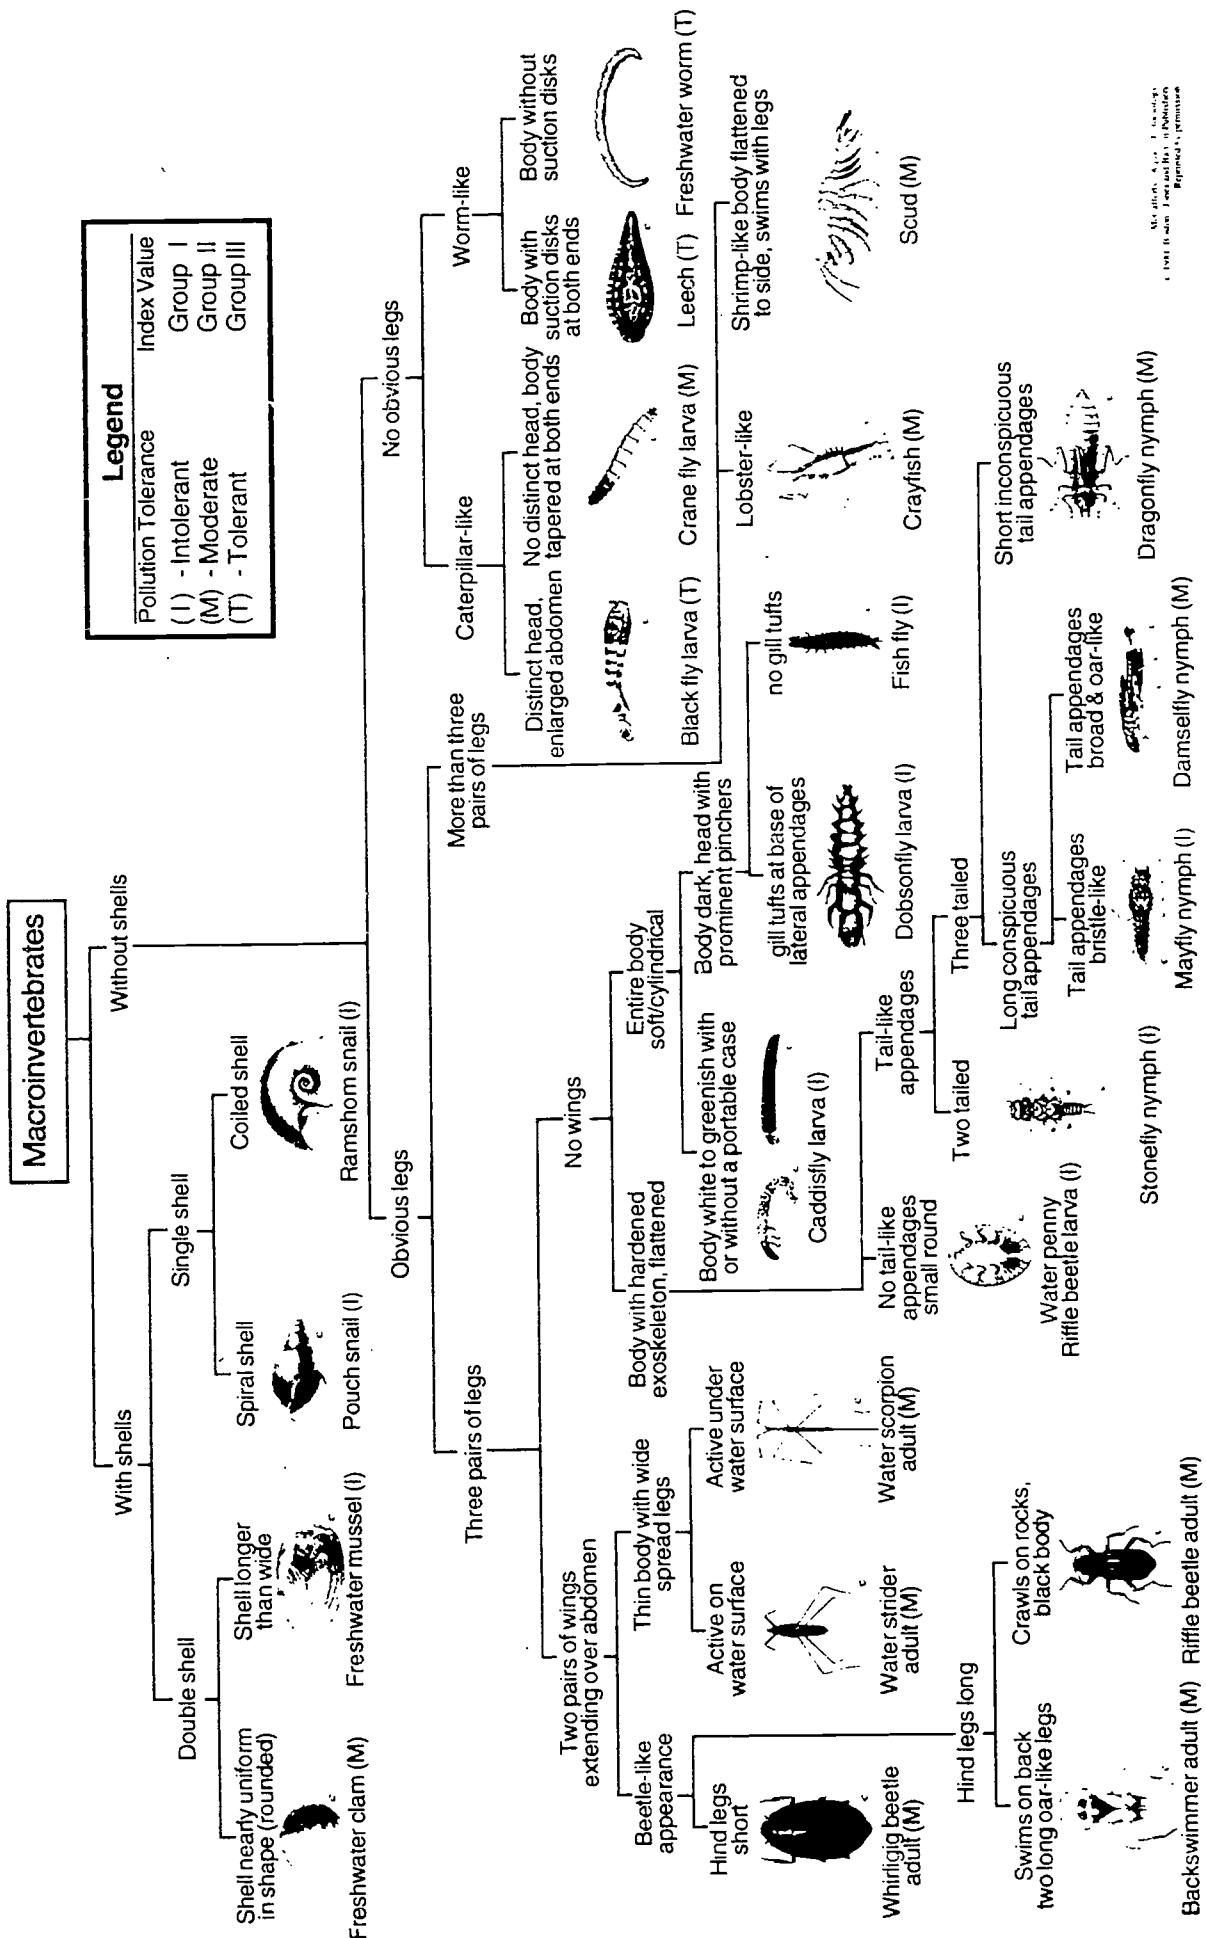 Macroinvertebrates
Legend
Pollution Tolerance
Index Value
(I) - Intolerant
Group I
(M) - Moderate
Group II
(T) - Tolerant
Group III
With shells
Without shells
Double shell
Single shell
Shell nearly uniform
in shape (rounded)
Shell longer
than wide
Spiral shell
Coiled shell
Freshwater clam (M)
Freshwater mussel (I)
Pouch snail (I)
Ramshorn snail (I)
Obvious legs
No obvious legs
Three pairs of legs
More than three
pairs of legs
Caterpillar-like
Worm-like
Distinct head,
enlarged abdomen
No distinct head, body
tapered at both ends
Body with
suction disks
at both ends
Body without
suction disks
Black fly larva (T)
Crane fly larva (M)
Leech (T)
Freshwater worm (T)
Two pairs of wings
extending over abdomen
No wings
Beetle-like
appearance
Thin body with wide
spread legs
Body with hardened
exoskeleton, flattened
Entire body
soft/cylindrical
Hind legs
short
Active on
water surface
Active under
water surface
Body white to greenish with
or without a portable case
Body dark, head with
prominent pinchers
Lobster-like
Shrimp-like body flattened
to side, swims with legs
gill tufts at base of
lateral appendages
no gill tufts
Whirligig beetle
adult (M)
Water strider
adult (M)
Water scorpion
adult (M)
Caddisfly larva (I)
Dobsonfly larva (I)
Fish fly (I)
Crayfish (M)
Scud (M)
No tail-like
appendages
small round
Tail-like
appendages
Hind legs long
Two tailed
Three tailed
Swims on back
two long oar-like legs
Crawls on rocks,
black body
Water penny
Riffle beetle larva (I)
Long conspicuous
tail appendages
Short inconspicuous
tail appendages
Tail appendages
bristle-like
Tail appendages
broad & oar-like
Backswimmer adult (M)
Riffle beetle adult (M)
Stonefly nymph (I)
Mayfly nymph (I)
Damselfly nymph (M)
Dragonfly nymph (M)